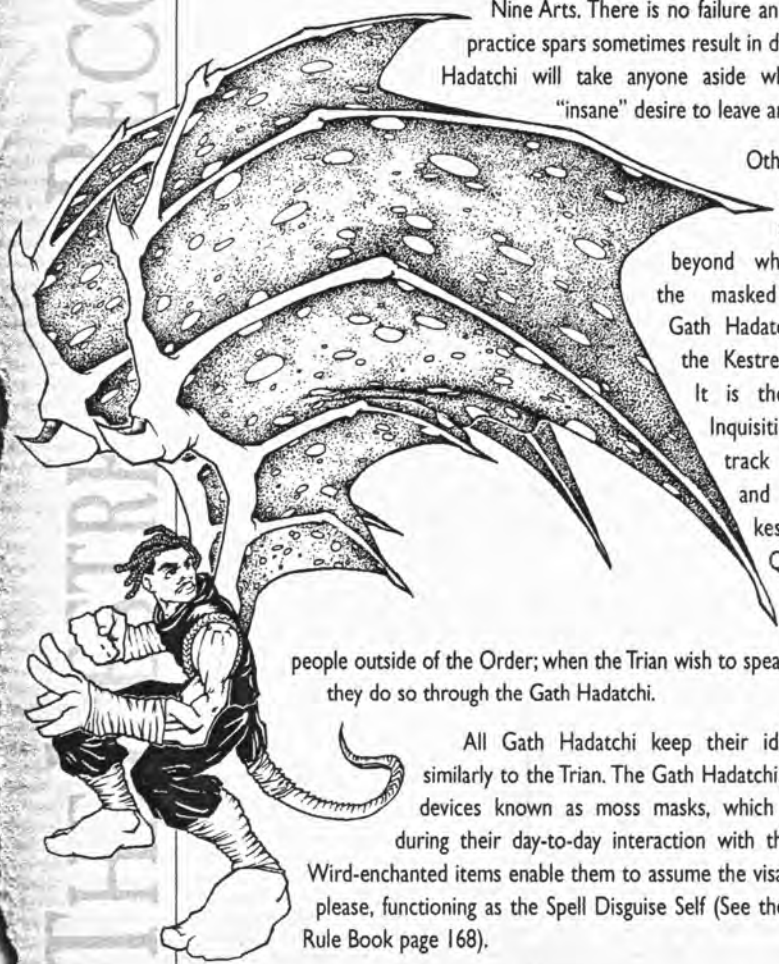 Nine Arts. There is no failure an
practice spars sometimes result in d
Hadatchi will take anyone aside wh
"insane" desire to leave a
Oth
beyond wh
the masked
Gath Hadat
the Kestre
It is the
Inquisiti
track
and
kes
people outside of the Order; when the Trian wish to spea
they do so through the Gath Hadatchi.
All Gath Hadatchi keep their id
similarly to the Trian. The Gath Hadatchi
devices known as moss masks, which
during their day-to-day interaction with th
Wird-enchanted items enable them to assume the visa
please, functioning as the Spell Disguise Self (See the
Rule Book page 168).